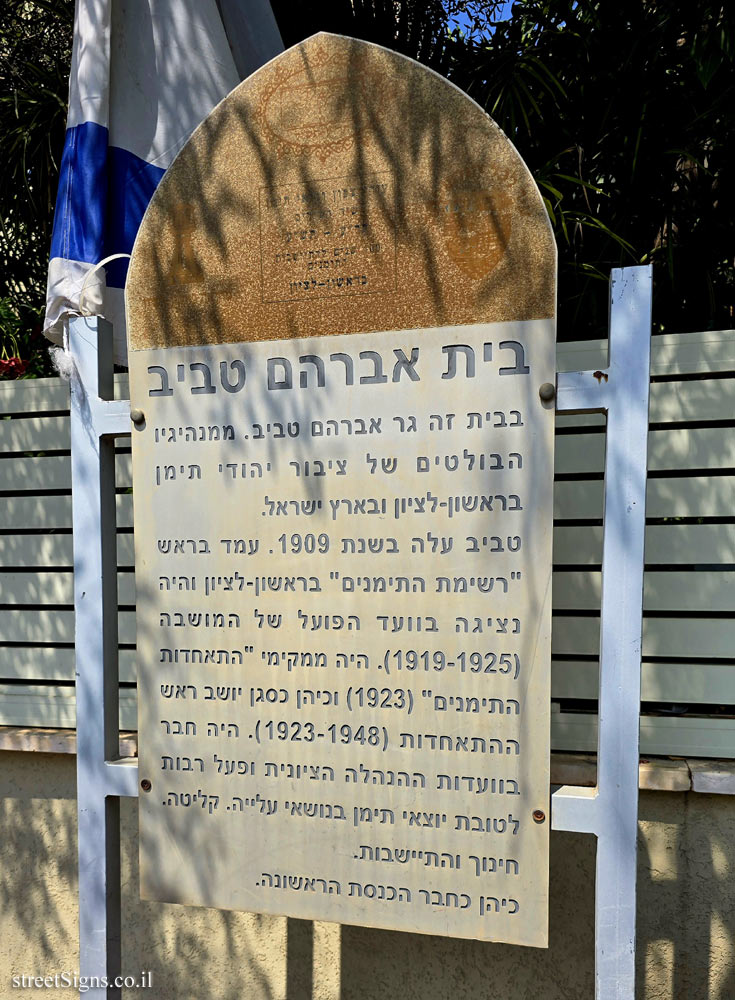 בראשון-לציון
בית אברהם טביב
בבית זה גר אברהם טביב. ממנהיגיו
הבולטים של ציבור יהודי תימן
בראשון-לציון ובארץ ישראל.
טביב עלה בשנת 1909. עמד בראש
"רשימת התימנים" בראשון-לציון והיה
נציגה בוועד הפועל של המושבה
(1919-1925). היה ממקימי "התאחדות
התימנים" (1923) וכיהן כסגן יושב ראש
ההתאחדות (1923-1948). היה חבר
בוועדות ההנהלה הציונית ופעל רבות
לטובת יוצאי תימן בנושאי עלייה. קליטה.
חינוך והתיישבות.
כיהן כחבר הכנסת הראשונה.
streetSigns.co.il